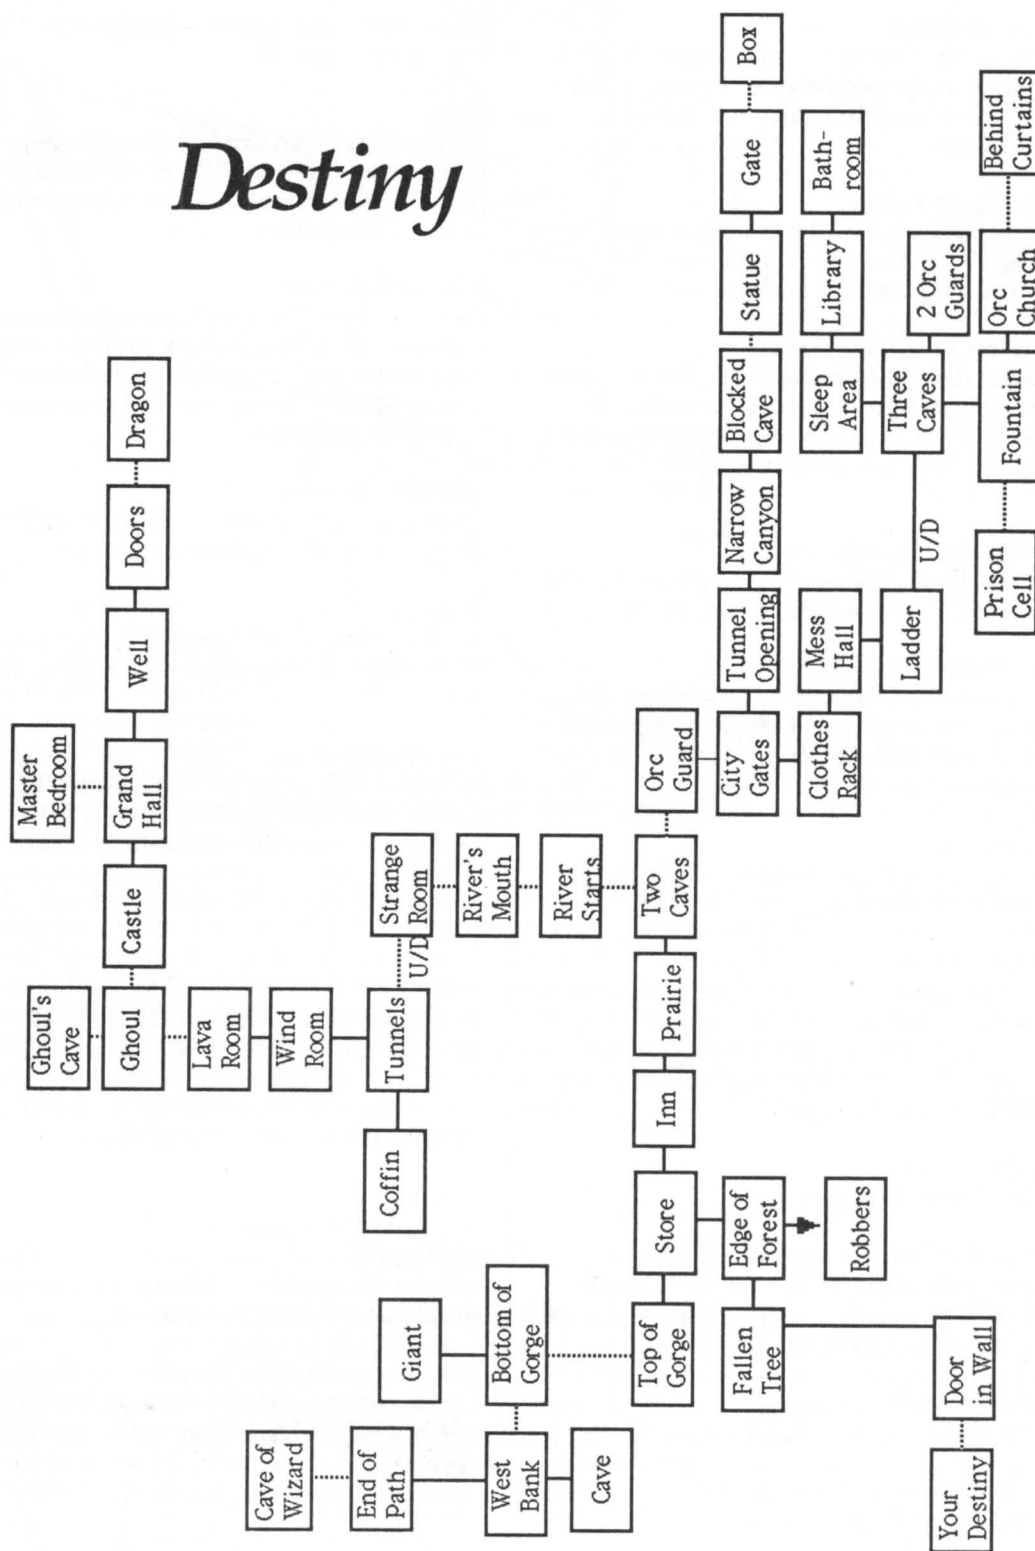 Destiny
Box
Gate
Statue
Blocked
Cave
Narrow
Canyon
Tunnel
Opening
City
Gates
Orc
Guard
Bath-
room
Library
Sleep
Area
2 Orc
Guards
Three
Caves
U/D
Ladder
Mess
Hall
Clothes
Rack
Behind
Curtains
Orc
Church
Fountain
Prison
Cell
Dragon
Doors
Well
Master
Bedroom
Grand
Hall
Castle
Ghoul's
Cave
Ghoul
Lava
Room
Wind
Room
Tunnels
U/D
Coffin
Strange
Room
River's
Mouth
River
Starts
Two
Caves
Prairie
Inn
Store
Edge of
Forest
Robbers
Top of
Gorge
Fallen
Tree
Door
in Wall
Your
Destiny
Giant
Bottom of
Gorge
Cave of
Wizard
End of
Path
West
Bank
Cave